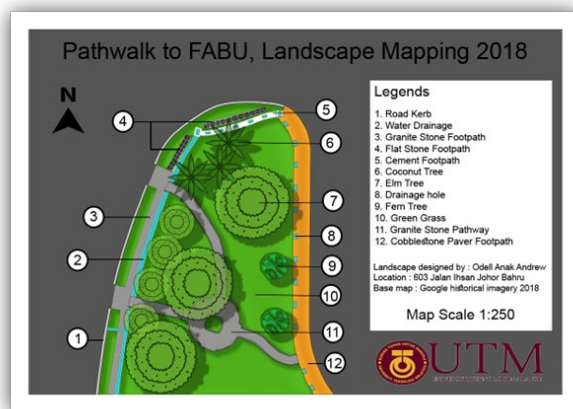 Pathwalk to FABU, Landscape Mapping 2018
N
Legends
1. Road Kerb
2. Water Drainage
3. Granite Stone Footpath
4. Flat Stone Footpath
5. Cement Footpath
6. Coconut Tree
7. Elm Tree
8. Drainage hole
9. Fern Tree
10. Green Grass
11. Granite Stone Pathway
12. Cobblestone Paver Footpath
Landscape designed by : Odell Anak Andrew
Location : 603 Jalan Ihsan Johor Bahru
Base map : Google historical imagery 2018
Map Scale 1:250
UTM
4
5
6
3
7
2
8
9
10
1
11
12